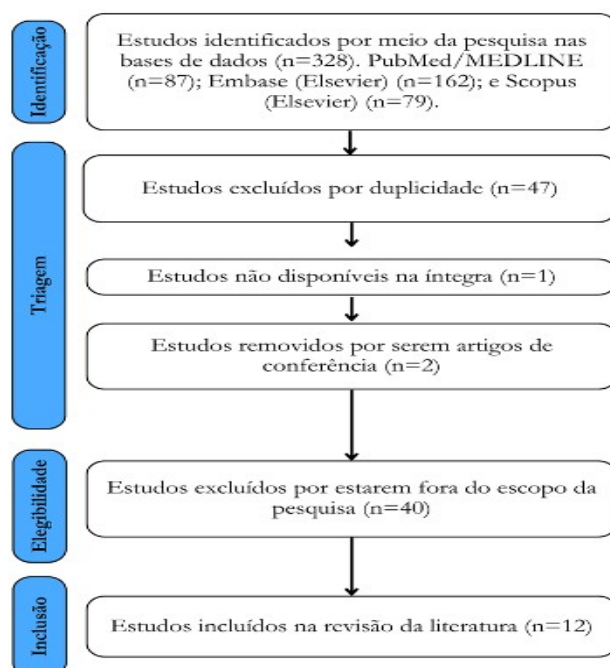 Identificação
Estudos identificados por meio da pesquisa nas
bases de dados (n=328). PubMed/MEDLINE
(n=87); Embase (Elsevier) (n=162); e Scopus
(Elsevier) (n=79).
Triagem
Estudos excluídos por duplicidade (n=47)
Estudos não disponíveis na íntegra (n=1)
Estudos removidos por serem artigos de
conferência (n=2)
Elegibilidade
Estudos excluídos por estarem fora do escopo da
pesquisa (n=40)
Inclusão
Estudos incluídos na revisão da literatura (n=12)